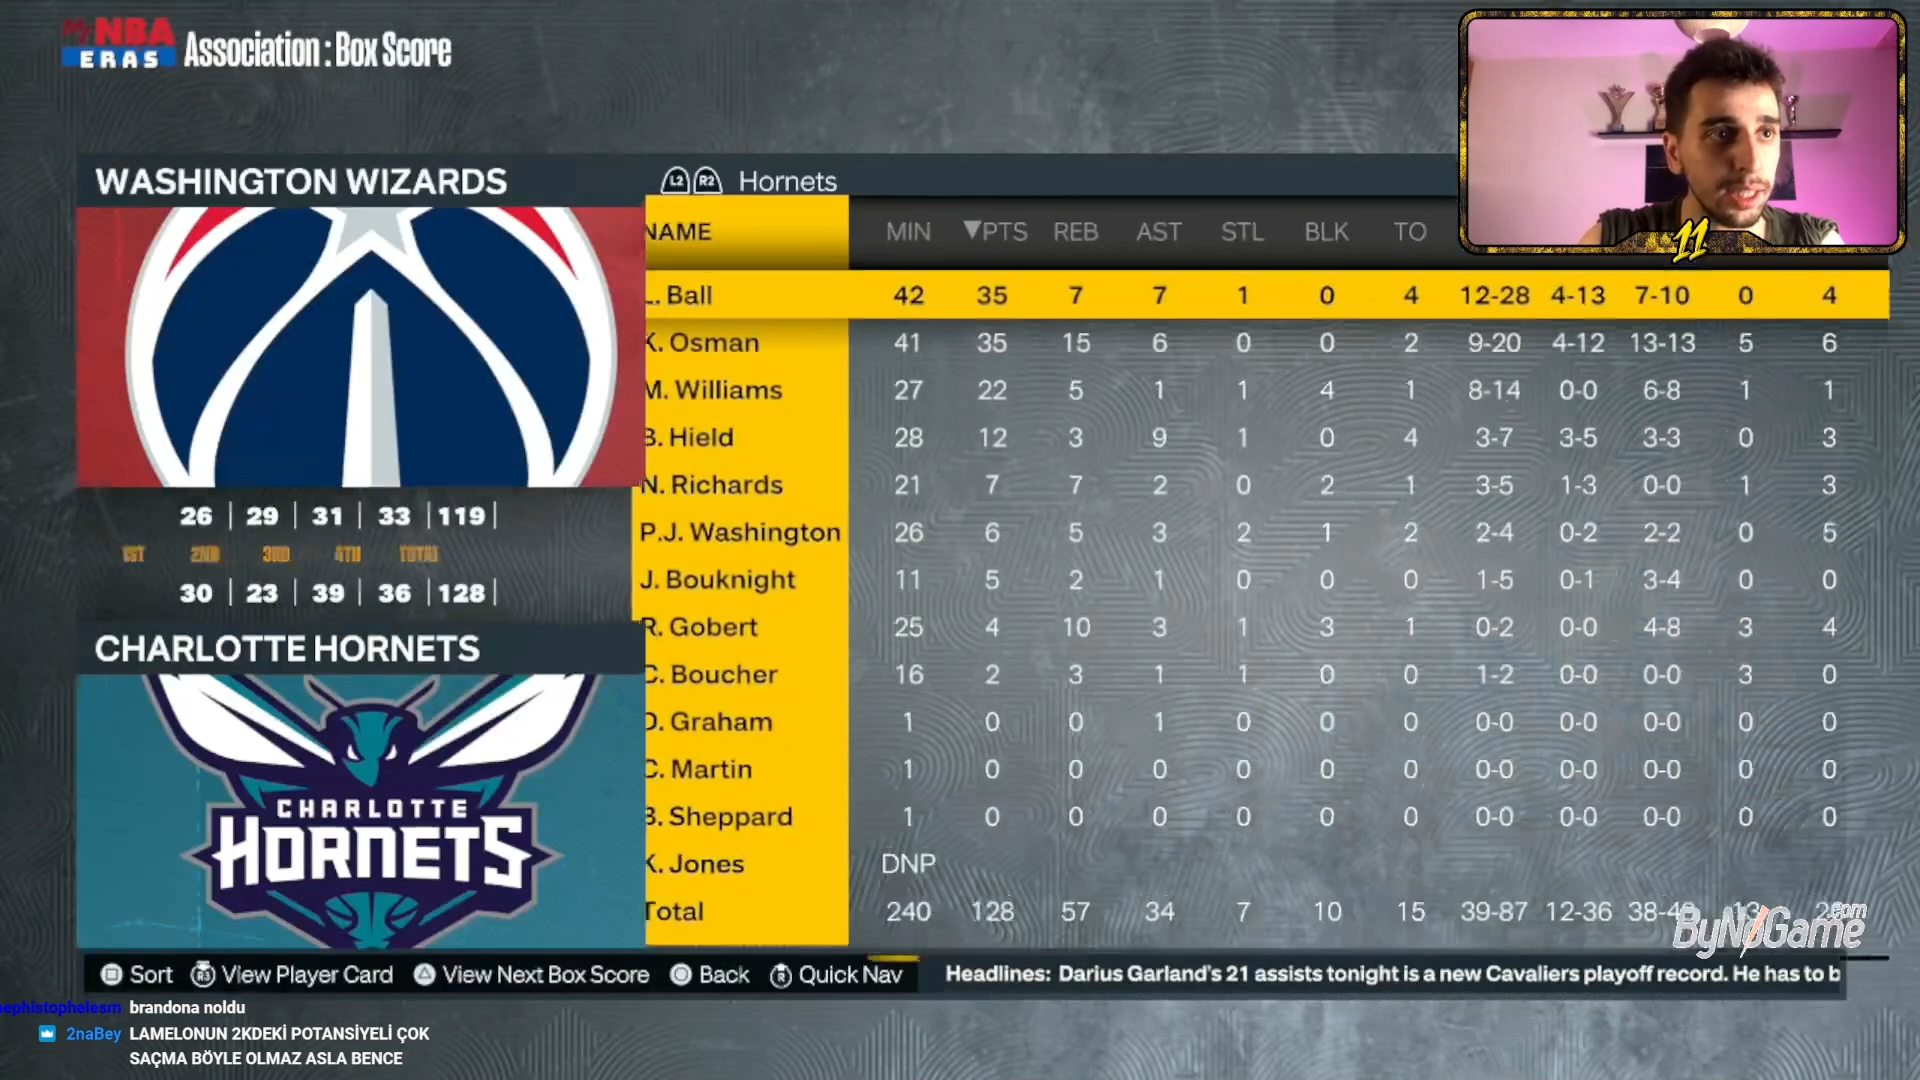 My NBA ERAS Association : Box Score
WASHINGTON WIZARDS
L2 R2 Hornets
NAME MIN PTS REB AST STL BLK TO
L. Ball 42 35 7 7 1 0 4 12-28 4-13 7-10 0 4
K. Osman 41 35 15 6 0 0 2 9-20 4-12 13-13 5 6
M. Williams 27 22 5 1 1 4 1 8-14 0-0 6-8 1 1
B. Hield 28 12 3 9 1 0 4 3-7 3-5 3-3 0 3
N. Richards 21 7 7 2 0 2 1 3-5 1-3 0-0 1 3
P.J. Washington 26 6 5 3 2 1 2 2-4 0-2 2-2 0 5
J. Bouknight 11 5 2 1 0 0 0 1-5 0-1 3-4 0 0
R. Gobert 25 4 10 3 1 3 1 0-2 0-0 4-8 3 4
C. Boucher 16 2 3 1 1 0 0 1-2 0-0 0-0 3 0
D. Graham 1 0 0 1 0 0 0 0-0 0-0 0-0 0 0
C. Martin 1 0 0 0 0 0 0 0-0 0-0 0-0 0 0
B. Sheppard 1 0 0 0 0 0 0 0-0 0-0 0-0 0 0
K. Jones DNP
Total 240 128 57 34 7 10 15 39-87 12-36
26 | 29 | 31 | 33 | 119 |
1ST 2ND 3RD 4TH TOTAL
30 | 23 | 39 | 36 | 128 |
CHARLOTTE HORNETS
CHARLOTTE
HORNETS
11
ByNoGame.com
Sort R3 View Player Card View Next Box Score Back R Quick Nav
Headlines: Darius Garland's 21 assists tonight is a new Cavaliers playoff record. He has to b
ephistophelesm brandona noldu
2naBey LAMELONUN 2KDEKİ POTANSİYELİ ÇOK
SAÇMA BÖYLE OLMAZ ASLA BENCE